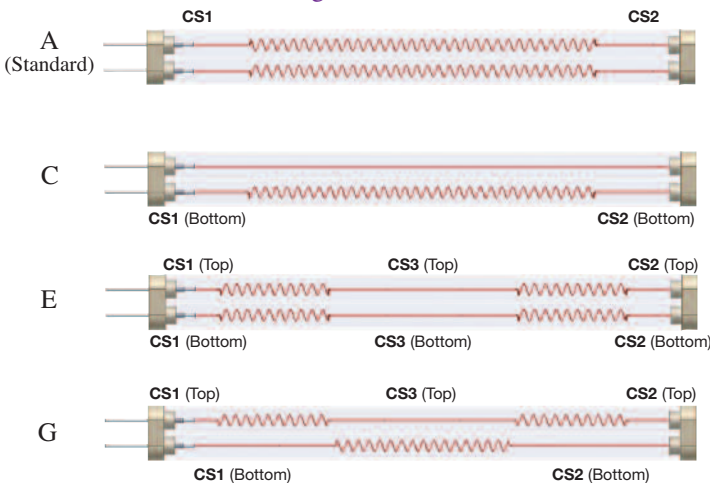 CS1 CS2
A
(Standard)
C
CS1 (Bottom) CS2 (Bottom)
CS1 (Top) CS3 (Top) CS2 (Top)
E
CS1 (Bottom) CS3 (Bottom) CS2 (Bottom)
CS1 (Top) CS3 (Top) CS2 (Top)
G
CS1 (Bottom) CS2 (Bottom)